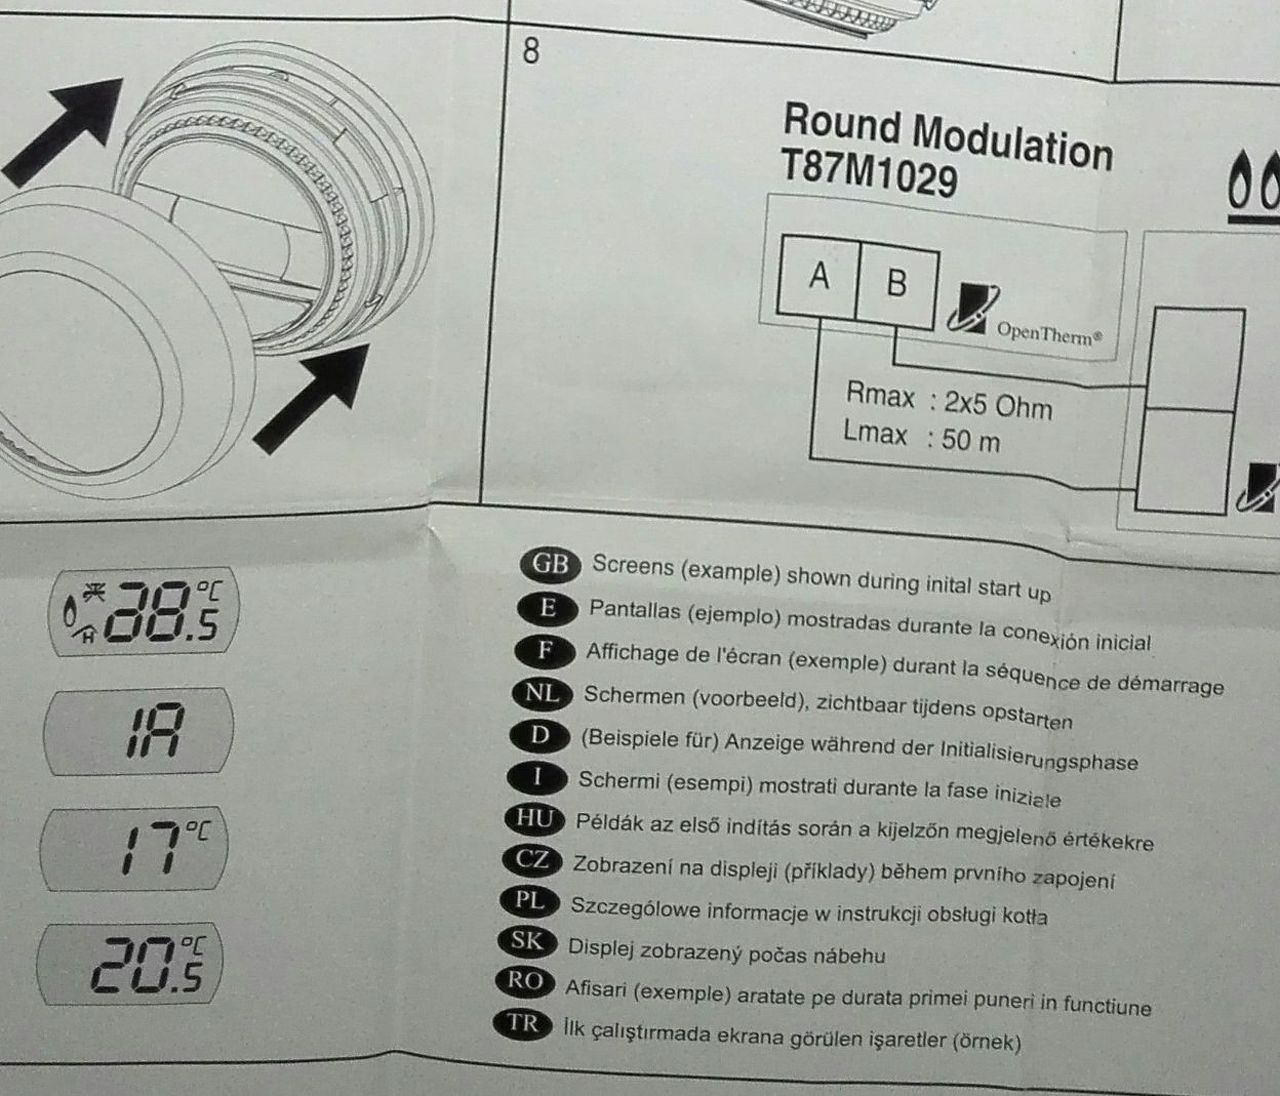 8
Round Modulation
T87M1029
A B
OpenTherm®
Rmax : 2x5 Ohm
Lmax : 50 m
38.5 °C
1A
17 °C
20.5 °C
GB Screens (example) shown during inital start up
E Pantallas (ejemplo) mostradas durante la conexión inicial
F Affichage de l'écran (exemple) durant la séquence de démarrage
NL Schermen (voorbeeld), zichtbaar tijdens opstarten
D (Beispiele für) Anzeige während der Initialisierungsphase
I Schermi (esempi) mostrati durante la fase iniziale
HU Példák az első indítás során a kijelzőn megjelenő értékekre
CZ Zobrazení na displeji (příklady) během prvního zapojení
PL Szczególowe informacje w instrukcji obsługi kotła
SK Displej zobrazený počas nábehu
RO Afisari (exemple) aratate pe durata primei puneri in functiune
TR İlk çalıştırmada ekrana görülen işaretler (örnek)